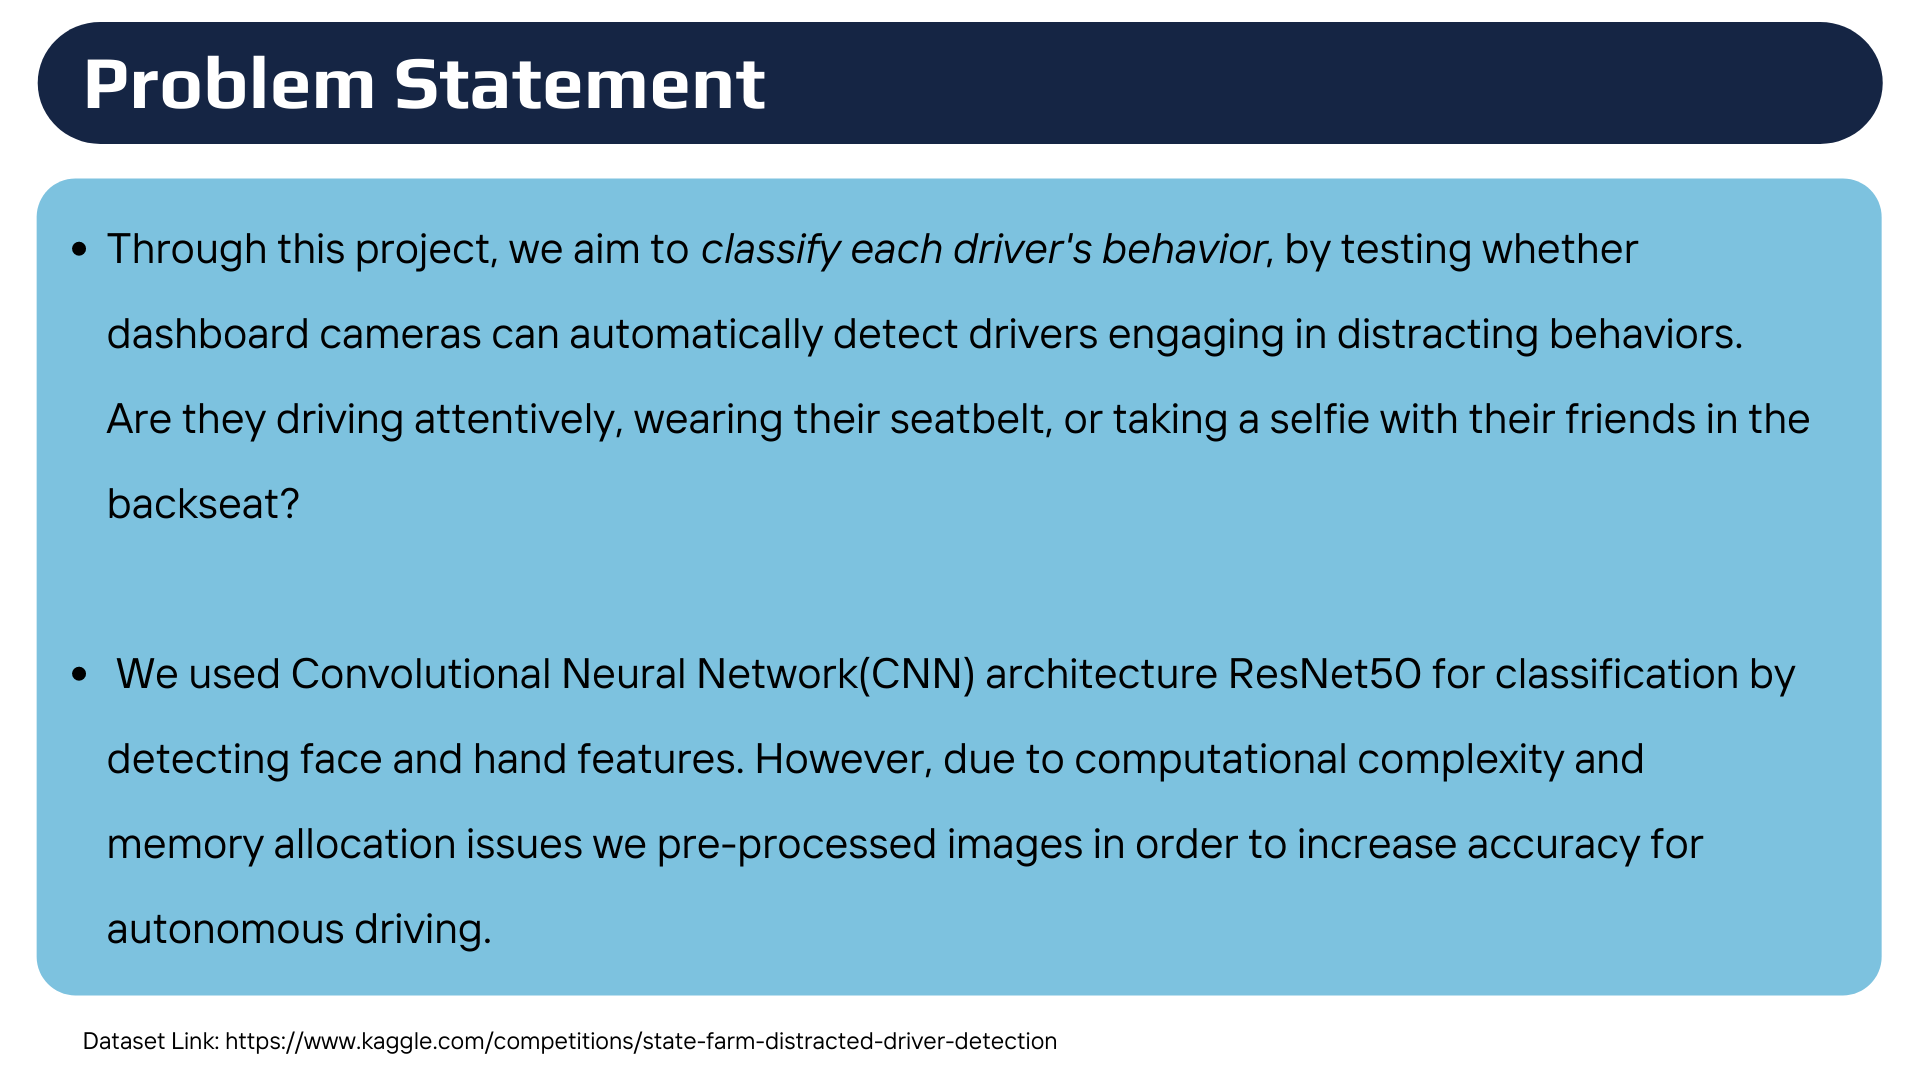 Problem Statement
• Through this project, we aim to classify each driver's behavior, by testing whether
dashboard cameras can automatically detect drivers engaging in distracting behaviors.
Are they driving attentively, wearing their seatbelt, or taking a selfie with their friends in the
backseat?
• We used Convolutional Neural Network(CNN) architecture ResNet50 for classification by
detecting face and hand features. However, due to computational complexity and
memory allocation issues we pre-processed images in order to increase accuracy for
autonomous driving.
Dataset Link: https://www.kaggle.com/competitions/state-farm-distracted-driver-detection